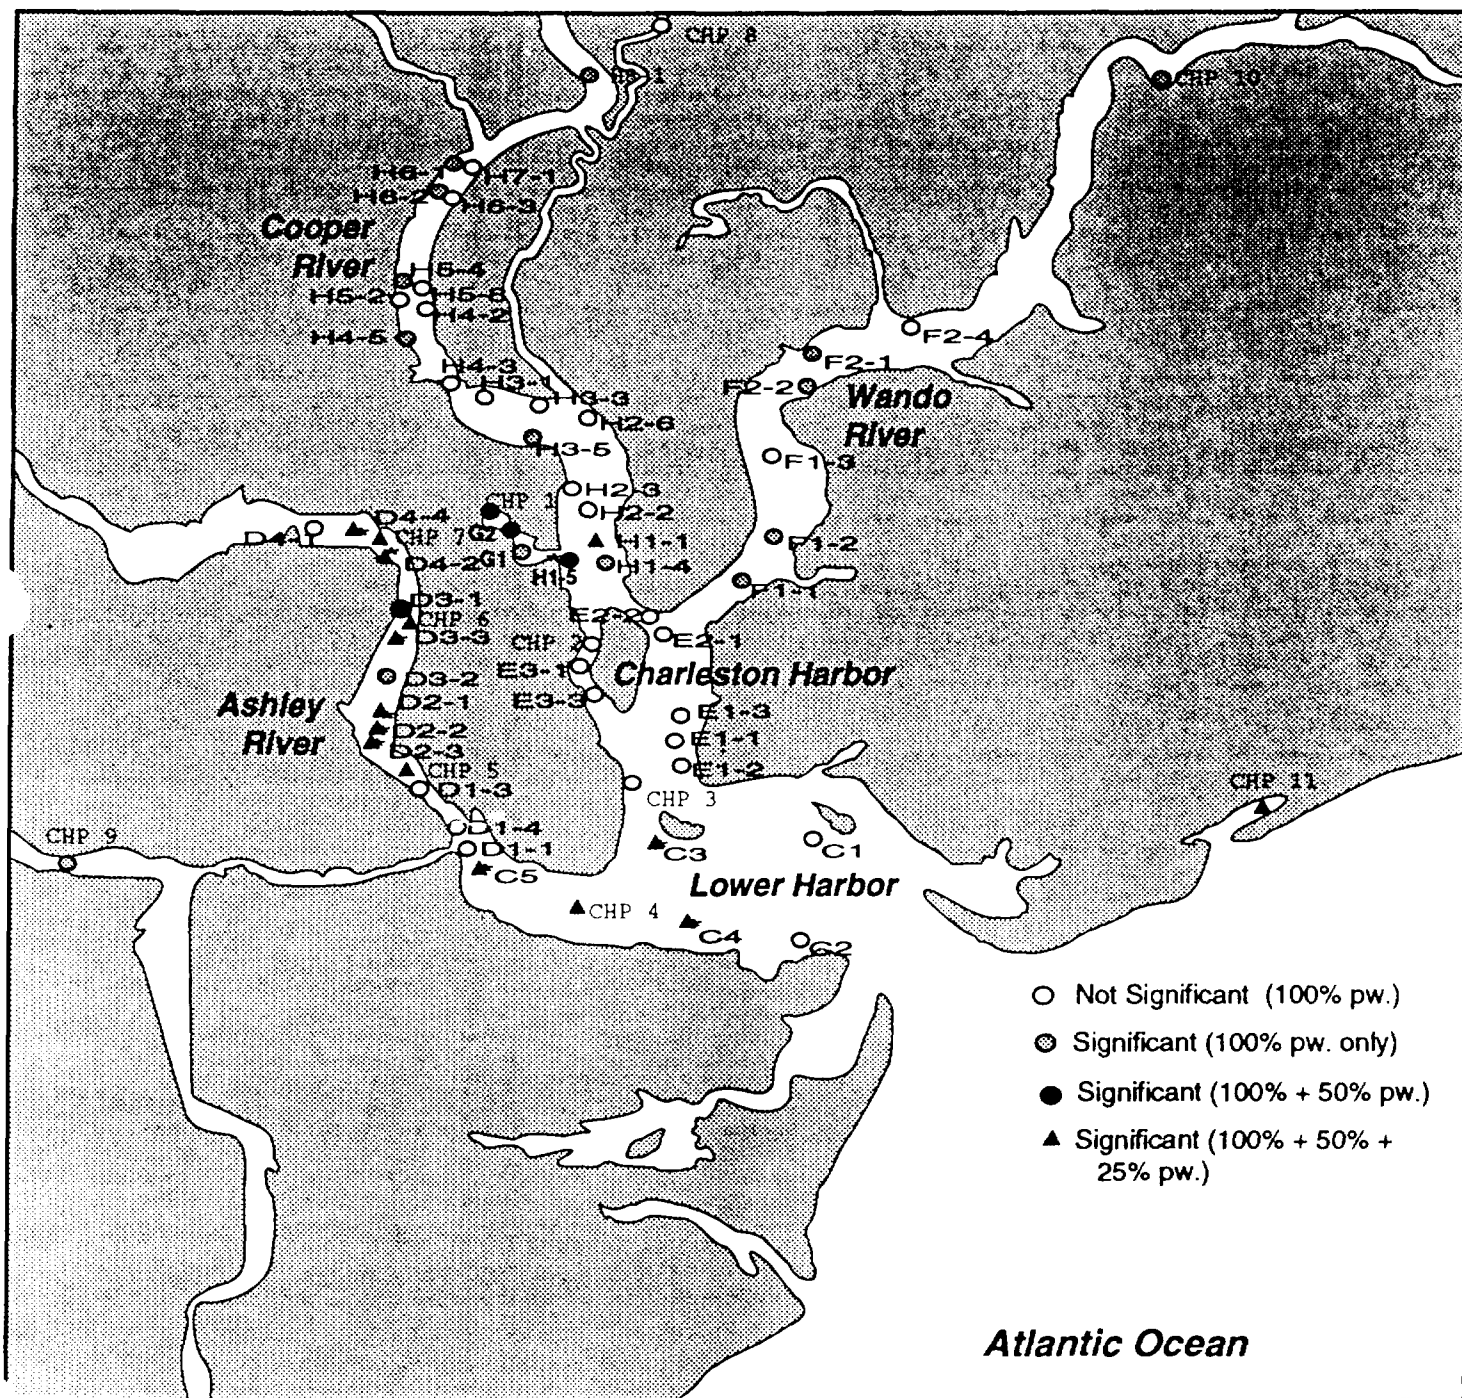 CHP 8
CHP 10
H6-1
H7-1
H6-2
H6-3
Cooper
River
H5-4
H5-2
H5-8
H4-2
H4-5
F2-4
F2-1
H4-3
H3-1
F2-2
H3-3
Wando
River
H2-6
H3-5
F1-3
H2-3
CHP 1
H2-2
D4-4
D4-1
CHP 7
G2
H1-1
F1-2
D4-2
G1
H1-5
H1-4
F1-1
D3-1
CHP 6
E2-2
D3-3
CHP 2
E2-1
E3-1
Charleston Harbor
D3-2
E3-3
D2-1
Ashley
River
E1-3
D2-2
E1-1
D2-3
E1-2
CHP 5
D1-3
CHP 3
CHP 11
D1-4
CHP 9
D1-1
C3
C1
C5
Lower Harbor
CHP 4
C4
C2
Not Significant (100% pw.)
Significant (100% pw. only)
Significant (100% + 50% pw.)
Significant (100% + 50% +
25% pw.)
Atlantic Ocean